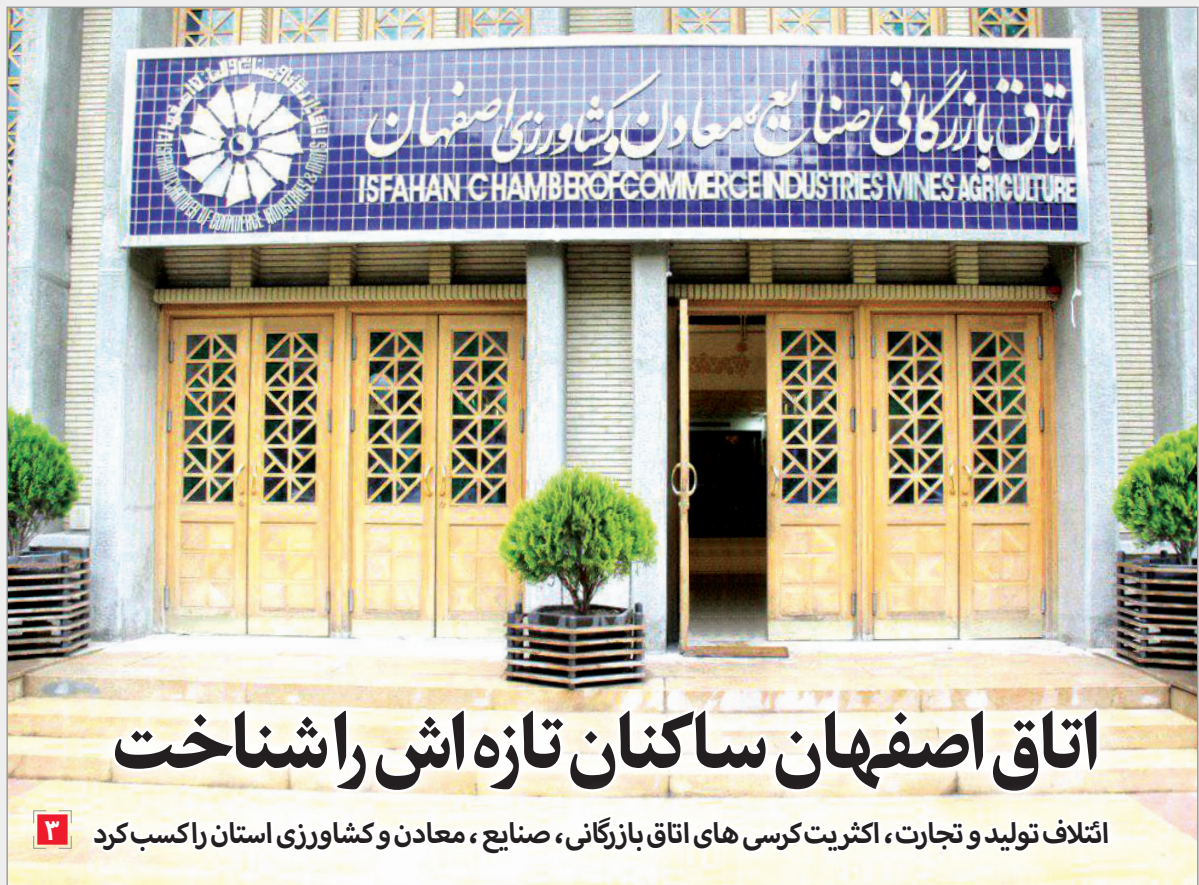 اتاق بازرگانی صنایع، معادن و کشاورزی اصفهان
ISFAHAN CHAMBER OF COMMERCE INDUSTRIES MINES AGRICULTURE
اتاق اصفهان ساکنان تازه اش را شناخت
ائتلاف تولید و تجارت، اکثریت کرسی های اتاق بازرگانی، صنایع، معادن و کشاورزی استان را کسب کرد
۳